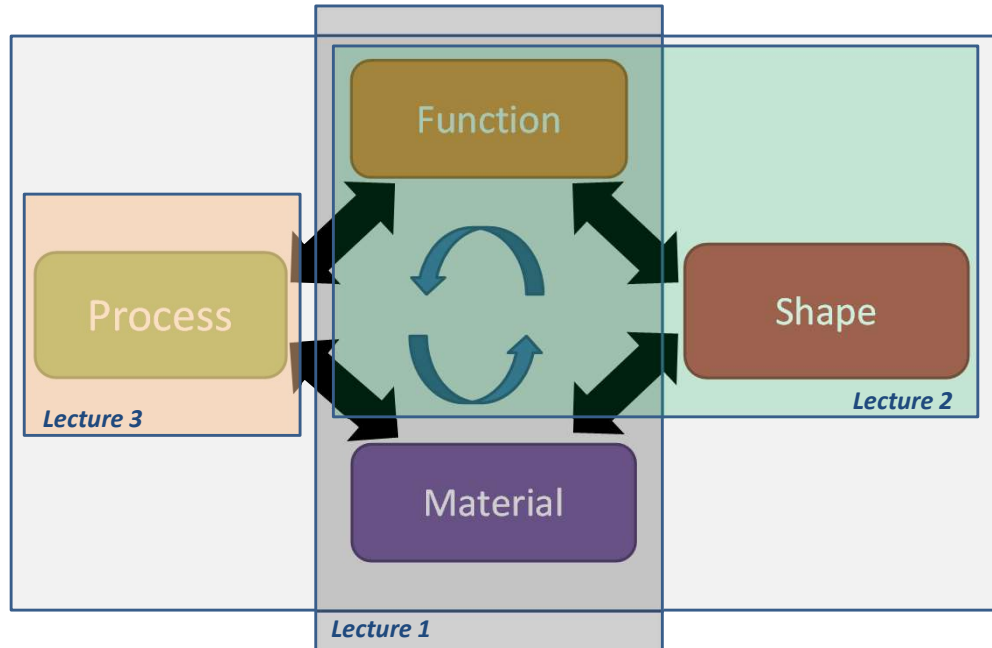 Function
Process
Shape
Lecture 3
Lecture 2
Material
Lecture 1